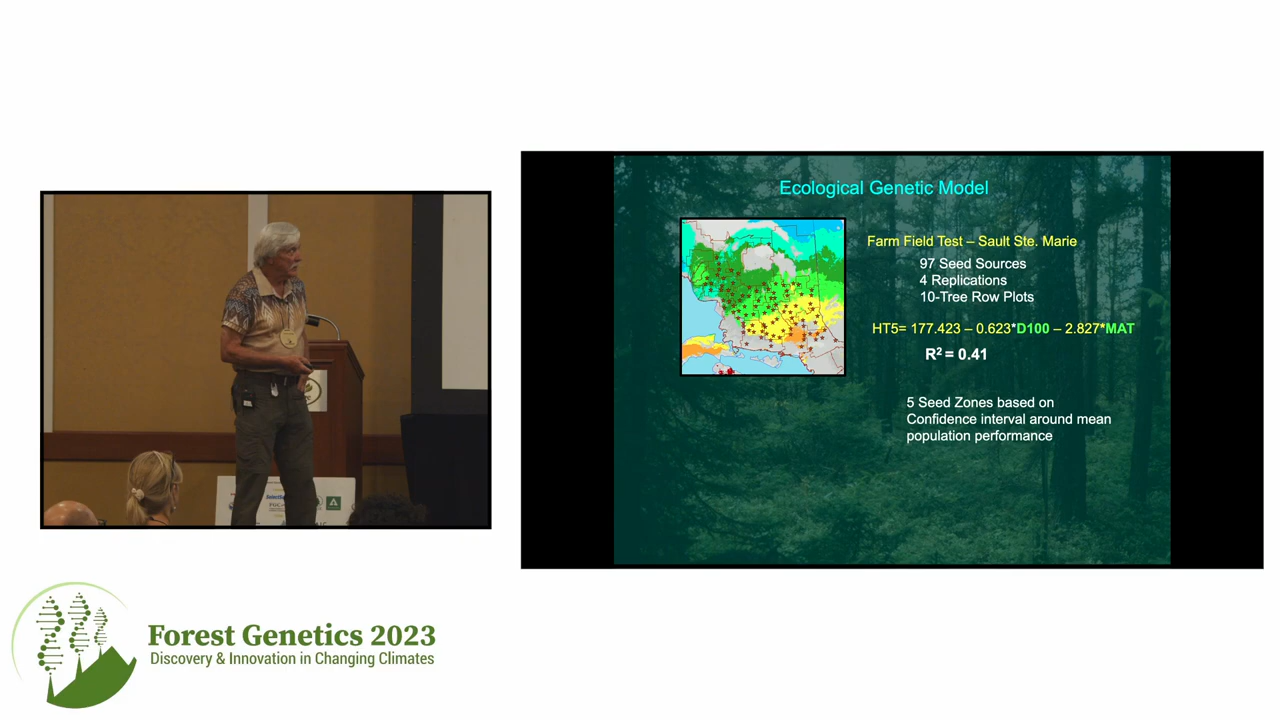 Ecological Genetic Model
Farm Field Test – Sault Ste. Marie
97 Seed Sources
4 Replications
10-Tree Row Plots
HT5= 177.423 – 0.623*D100 – 2.827*MAT
R² = 0.41
5 Seed Zones based on
Confidence interval around mean
population performance
Forest Genetics 2023
Discovery & Innovation in Changing Climates